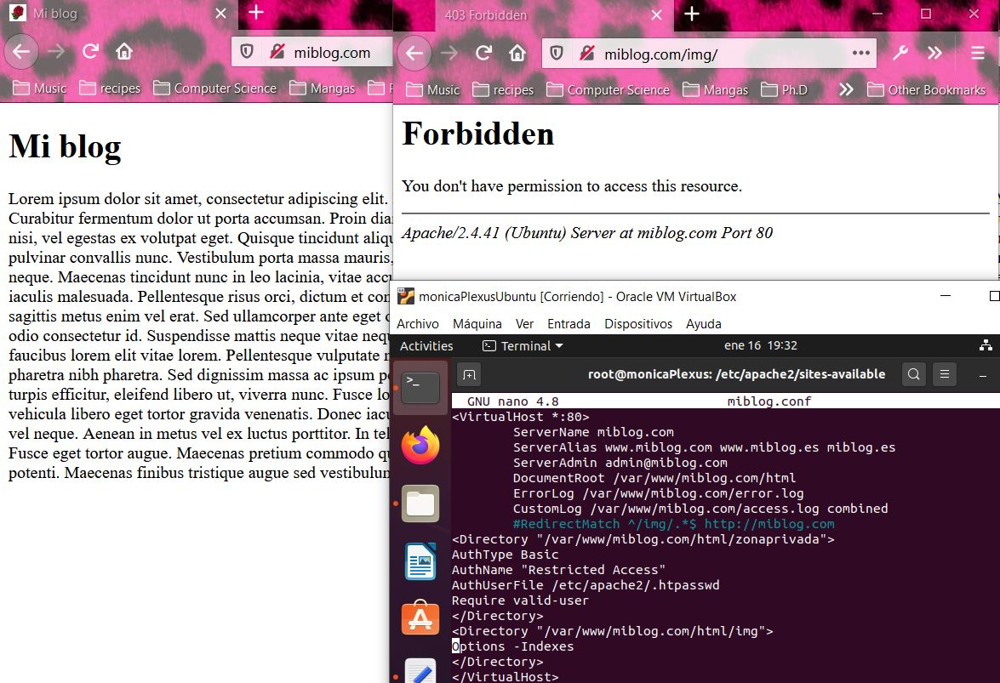 Mi blog
miblog.com
Music recipes Computer Science Mangas
Mi blog
Lorem ipsum dolor sit amet, consectetur adipiscing elit.
Curabitur fermentum dolor ut porta accumsan. Proin
nisi, vel egestas ex volutpat eget. Quisque tincidunt
pulvinar convallis nunc. Vestibulum porta massa mauris,
neque. Maecenas tincidunt nunc in leo lacinia, vitae
iaculis malesuada. Pellentesque risus orci, dictum et
sagittis metus enim vel erat. Sed ullamcorper ante eget
odio consectetur id. Suspendisse mattis neque vitae
faucibus lorem elit vitae lorem. Pellentesque vulputate
pharetra nibh pharetra. Sed dignissim massa ac ipsum
turpis efficitur, eleifend libero ut, viverra nunc. Fusce
vehicula libero eget tortor gravida venenatis. Donec
vel neque. Aenean in metus vel ex luctus porttitor. In
Fusce eget tortor augue. Maecenas pretium commodo
potenti. Maecenas finibus tristique augue sed
403 Forbidden
miblog.com/img/
Music recipes Computer Science Mangas Ph.D Other Bookmarks
Forbidden
You don't have permission to access this resource.
Apache/2.4.41 (Ubuntu) Server at miblog.com Port 80
monicaPlexusUbuntu [Corriendo] - Oracle VM VirtualBox
Archivo Máquina Ver Entrada Dispositivos Ayuda
Activities Terminal ene 16 19:32
root@monicaPlexus: /etc/apache2/sites-available
GNU nano 4.8 miblog.conf
<VirtualHost *:80>
ServerName miblog.com
ServerAlias www.miblog.com www.miblog.es miblog.es
ServerAdmin admin@miblog.com
DocumentRoot /var/www/miblog.com/html
ErrorLog /var/www/miblog.com/error.log
CustomLog /var/www/miblog.com/access.log combined
#RedirectMatch ^/img/.*$ http://miblog.com
<Directory "/var/www/miblog.com/html/zonaprivada">
AuthType Basic
AuthName "Restricted Access"
AuthUserFile /etc/apache2/.htpasswd
Require valid-user
</Directory>
<Directory "/var/www/miblog.com/html/img">
Options -Indexes
</Directory>
</VirtualHost>